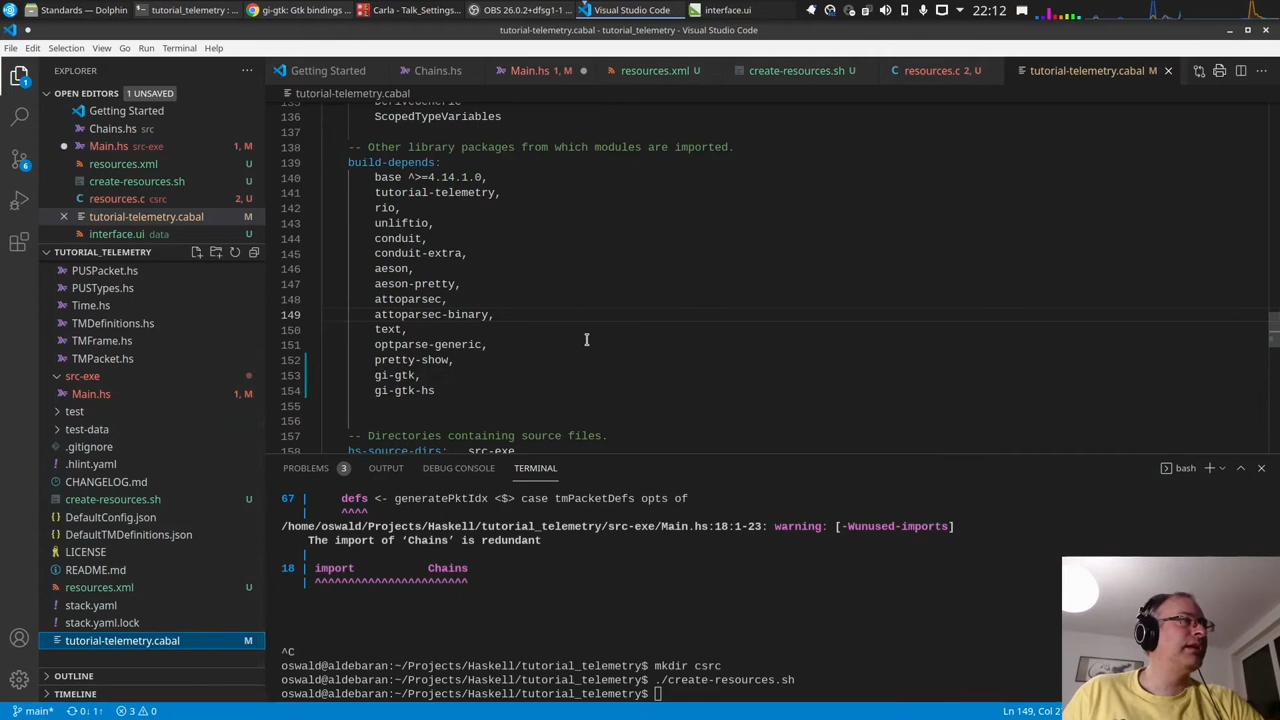 Standards — Dolphin
tutorial_telemetry : ...
gi-gtk: Gtk bindings ...
Carla - Talk_Settings...
OBS 26.0.2+dfsg1-1 ...
Visual Studio Code
interface.ui
22:12
tutorial-telemetry.cabal - tutorial_telemetry - Visual Studio Code
File Edit Selection View Go Run Terminal Help
EXPLORER
Getting Started
Chains.hs
Main.hs 1, M
resources.xml U
create-resources.sh U
resources.c 2, U
tutorial-telemetry.cabal M
OPEN EDITORS 1 UNSAVED
Getting Started
Chains.hs src
Main.hs src-exe 1, M
resources.xml U
create-resources.sh U
resources.c csrc 2, U
tutorial-telemetry.cabal M
interface.ui data U
TUTORIAL_TELEMETRY
PUSPacket.hs
PUSTypes.hs
Time.hs
TMDefinitions.hs
TMFrame.hs
TMPacket.hs
src-exe
Main.hs 1, M
test
test-data
.gitignore
.hlint.yaml
CHANGELOG.md
create-resources.sh U
DefaultConfig.json
DefaultTMDefinitions.json
LICENSE
README.md
resources.xml U
stack.yaml
stack.yaml.lock
tutorial-telemetry.cabal M
OUTLINE
TIMELINE
tutorial-telemetry.cabal
135 DeriveGeneric
136 ScopedTypeVariables
137
138 -- Other library packages from which modules are imported.
139 build-depends:
140 base ^>=4.14.1.0,
141 tutorial-telemetry,
142 rio,
143 unliftio,
144 conduit,
145 conduit-extra,
146 aeson,
147 aeson-pretty,
148 attoparsec,
149 attoparsec-binary,
150 text,
151 optparse-generic,
152 pretty-show,
153 gi-gtk,
154 gi-gtk-hs
155
156
157 -- Directories containing source files.
158 hs-source-dirs: src-exe
PROBLEMS 3 OUTPUT DEBUG CONSOLE TERMINAL
bash
67 | defs <- generatePktIdx <$> case tmPacketDefs opts of
| ^^^^
/home/oswald/Projects/Haskell/tutorial_telemetry/src-exe/Main.hs:18:1-23: warning: [-Wunused-imports]
The import of ‘Chains’ is redundant
|
18 | import Chains
| ^^^^^^^^^^^^^^^^^^^^^^^
^C
oswald@aldebaran:~/Projects/Haskell/tutorial_telemetry$ mkdir csrc
oswald@aldebaran:~/Projects/Haskell/tutorial_telemetry$ ./create-resources.sh
oswald@aldebaran:~/Projects/Haskell/tutorial_telemetry$
main* 0↓ 1↑ 3 0